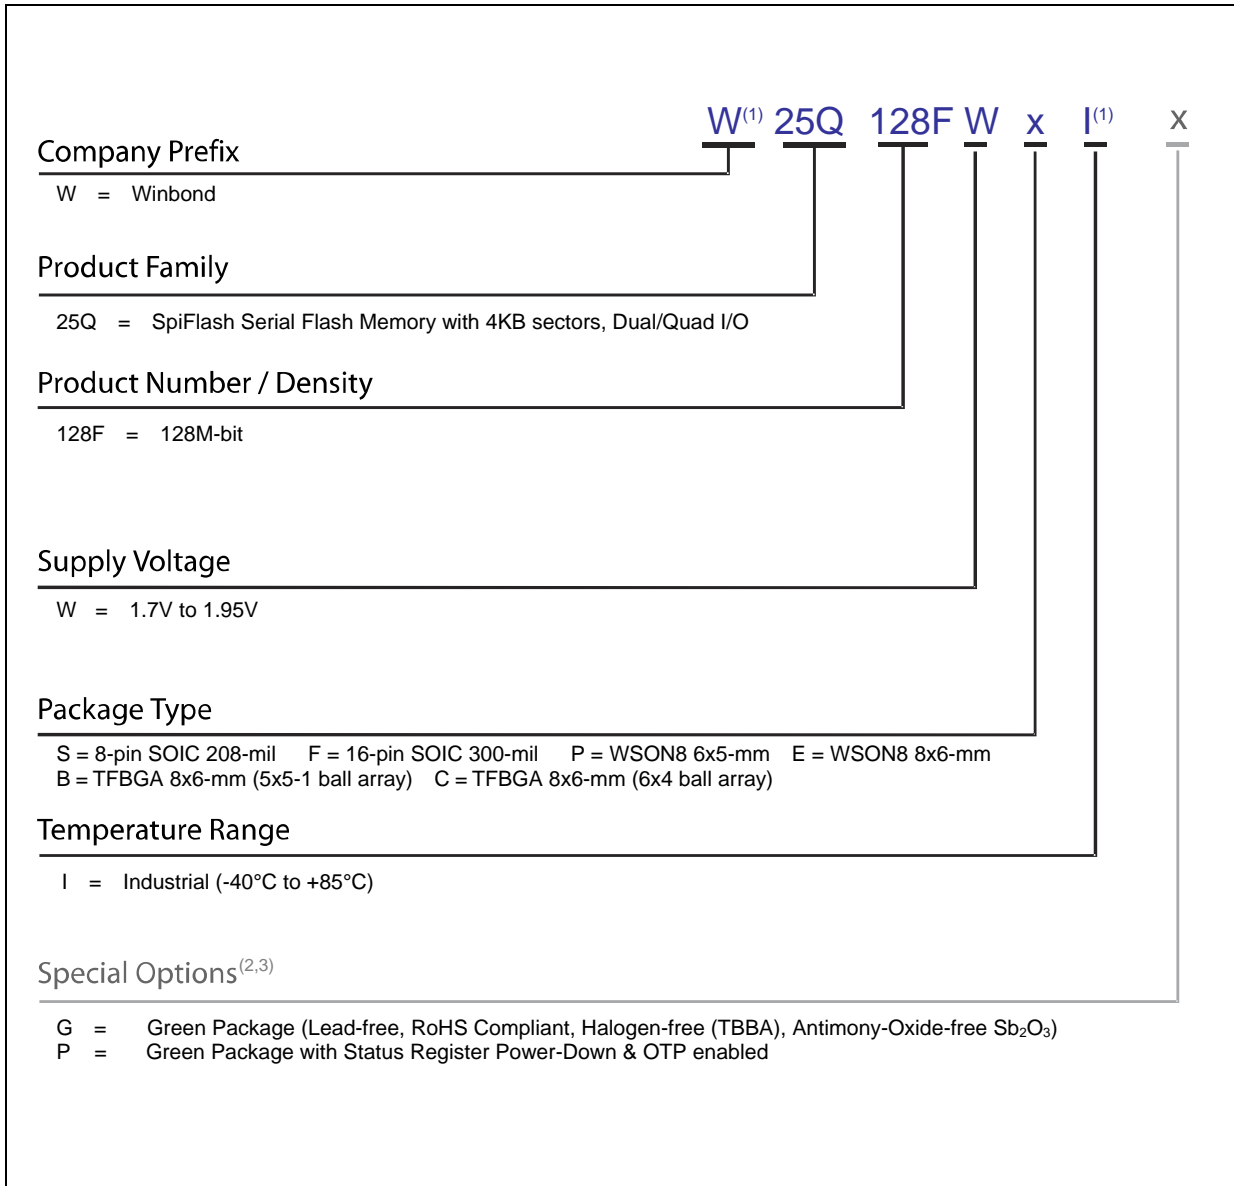 W(1) 25Q 128F W x I(1) x
Company Prefix
W = Winbond
Product Family
25Q = SpiFlash Serial Flash Memory with 4KB sectors, Dual/Quad I/O
Product Number / Density
128F = 128M-bit
Supply Voltage
W = 1.7V to 1.95V
Package Type
S = 8-pin SOIC 208-mil F = 16-pin SOIC 300-mil P = WSON8 6x5-mm E = WSON8 8x6-mm
B = TFBGA 8x6-mm (5x5-1 ball array) C = TFBGA 8x6-mm (6x4 ball array)
Temperature Range
I = Industrial (-40°C to +85°C)
Special Options(2,3)
G = Green Package (Lead-free, RoHS Compliant, Halogen-free (TBBA), Antimony-Oxide-free Sb₂O₃)
P = Green Package with Status Register Power-Down & OTP enabled